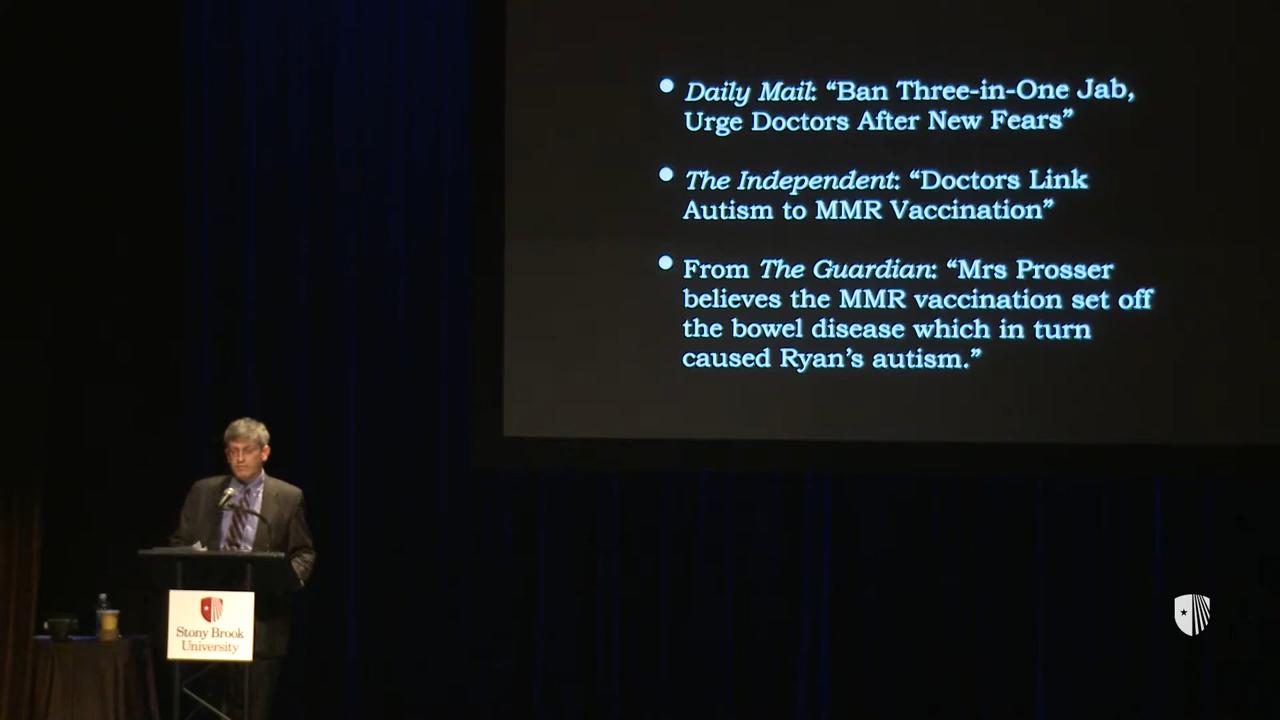 • Daily Mail: “Ban Three-in-One Jab,
Urge Doctors After New Fears”
• The Independent: “Doctors Link
Autism to MMR Vaccination”
• From The Guardian: “Mrs Prosser
believes the MMR vaccination set off
the bowel disease which in turn
caused Ryan’s autism.”
Stony Brook
University